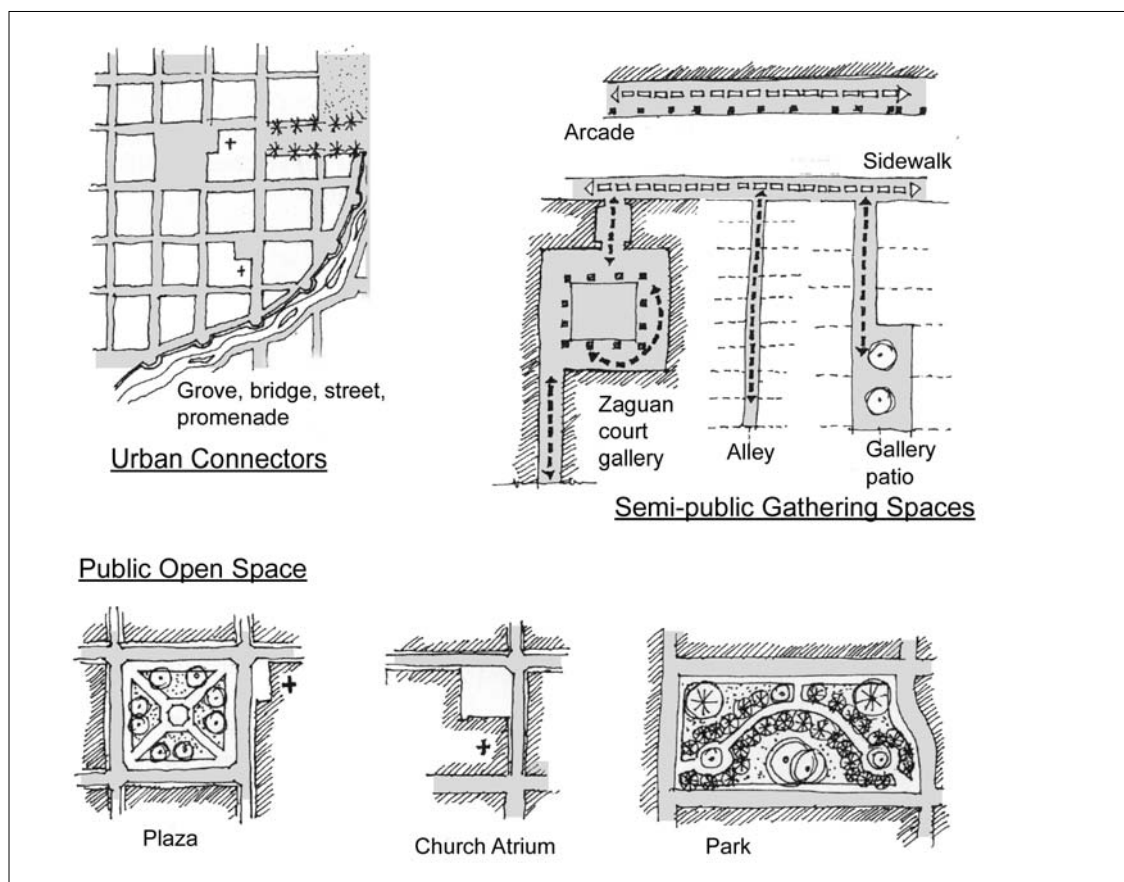 Grove, bridge, street,
promenade
Urban Connectors
Arcade
Sidewalk
Zaguan
court
gallery
Alley
Gallery
patio
Semi-public Gathering Spaces
Public Open Space
Plaza
Church Atrium
Park